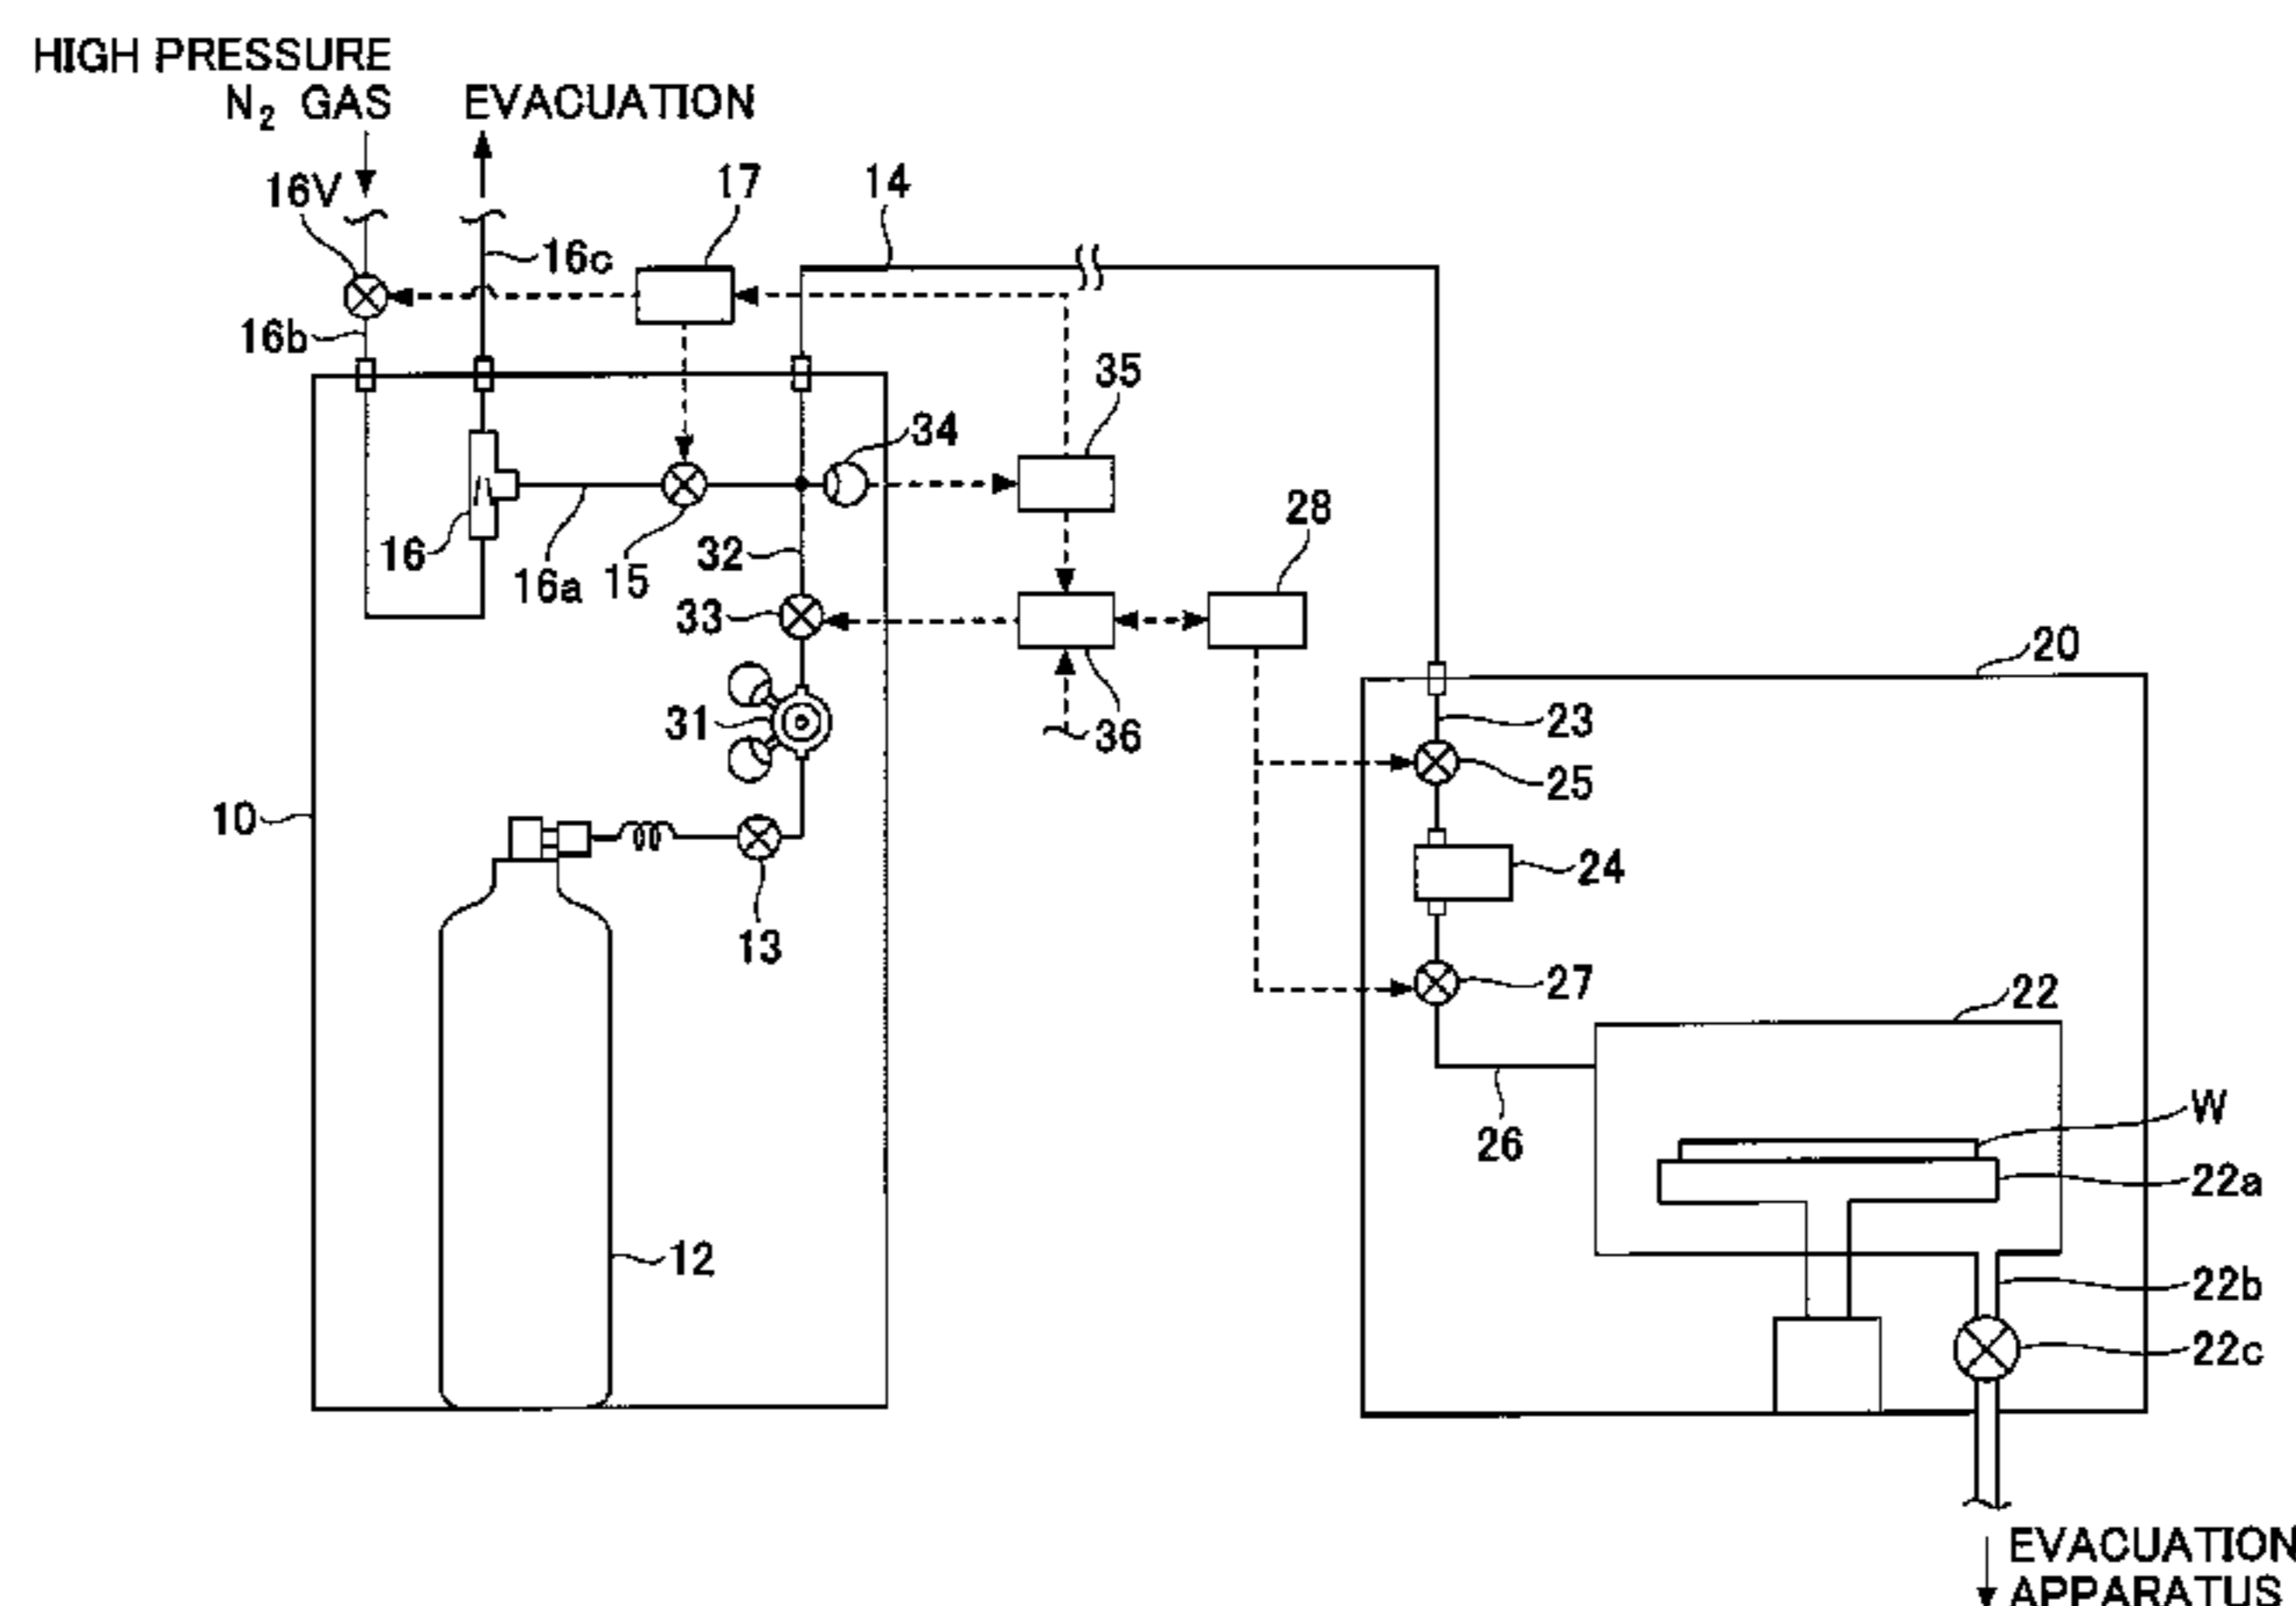 HIGH PRESSURE
N₂ GAS
EVACUATION
16V
17
14
16c
16b
35
34
28
16
16a
15
32
33
20
31
36
23
25
10
24
13
27
22
W
26
22a
12
22b
22c
EVACUATION
APPARATUS